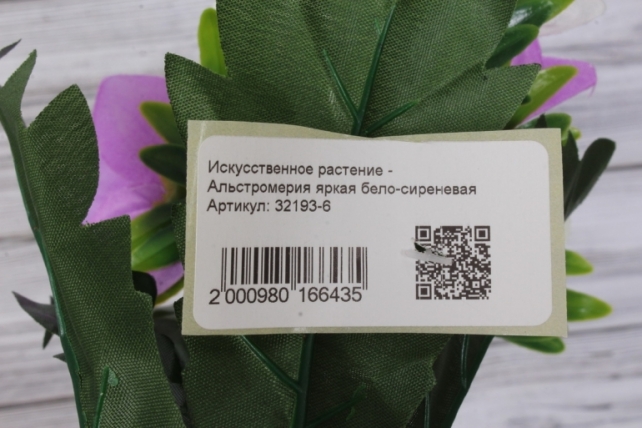 Искусственное растение -
Альстромерия яркая бело-сиреневая
Артикул: 32193-6
2 000980 166435